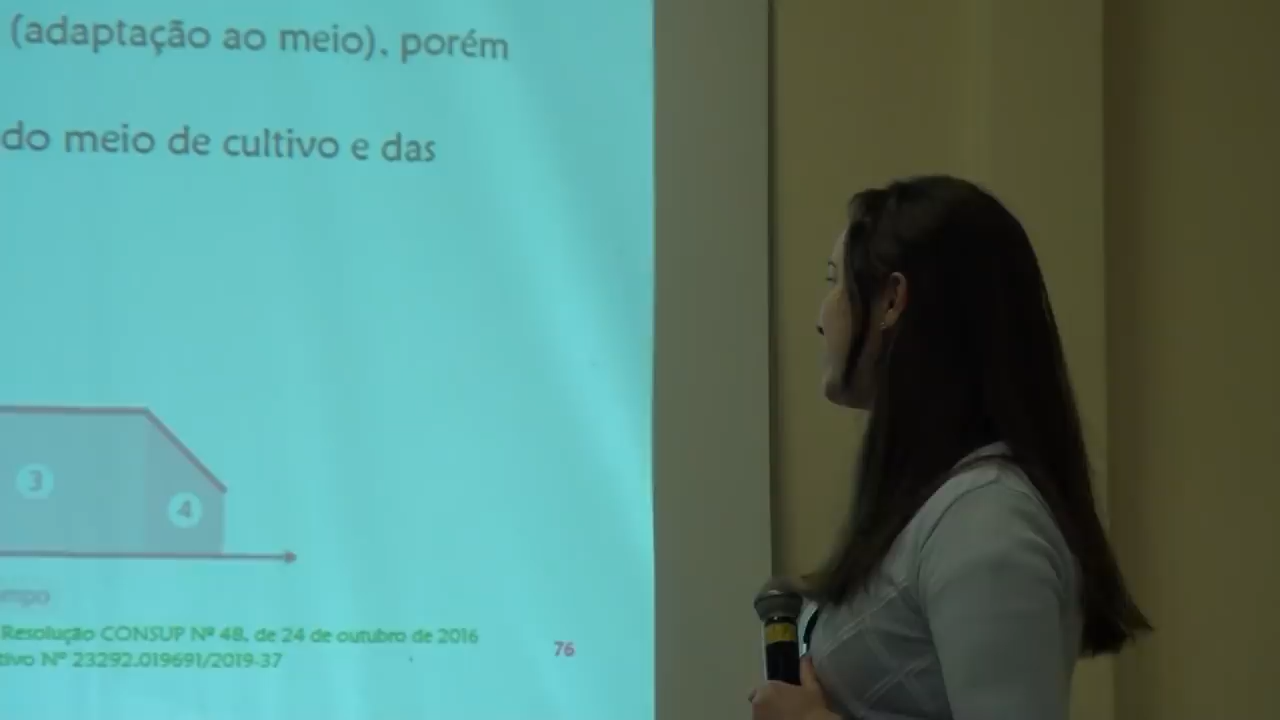 (adaptação ao meio), porém
do meio de cultivo e das
3
4
mpo
Resolução CONSUP Nº 48, de 24 de outubro de 2016
tivo Nº 23292.019691/2019-37
76